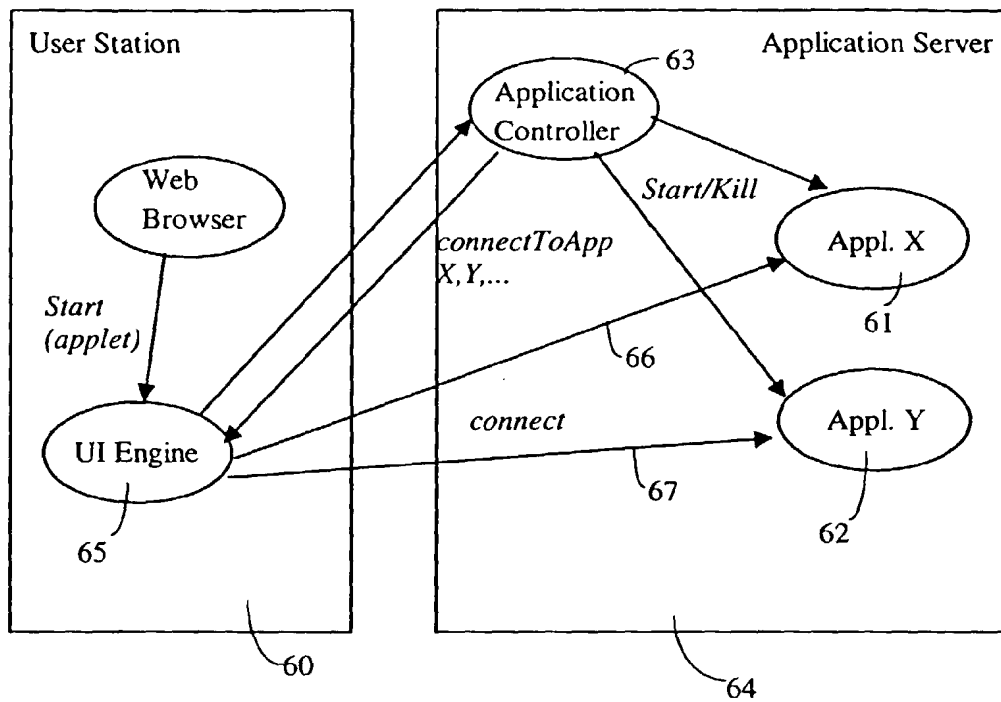 User Station
Application Server
63
Application
Controller
Web
Browser
Start/Kill
connectToApp
X,Y,...
Appl. X
61
Start
(applet)
66
connect
Appl. Y
UI Engine
67
62
65
60
64